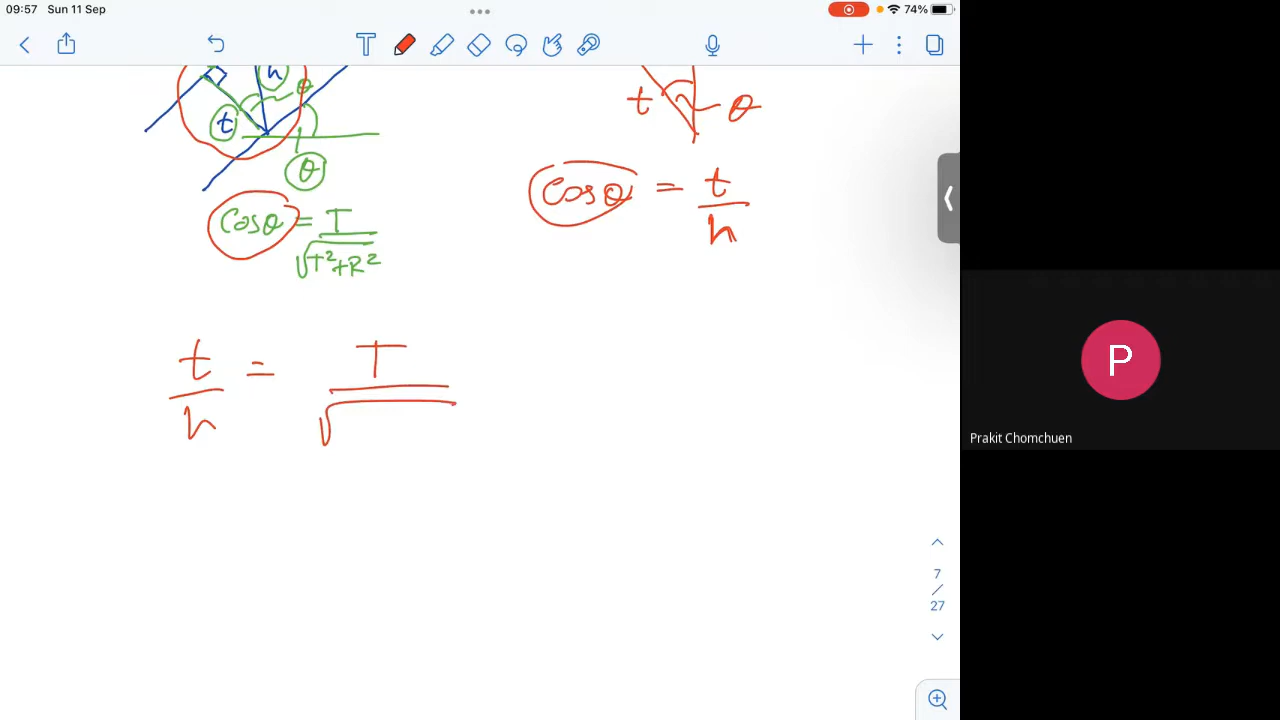 09:57 Sun 11 Sep
74%
h
θ
t
θ
t
θ
cosθ = T / √T²+R²
cosθ = t / h
t / h = T / √
7
/
27
P
Prakit Chomchuen